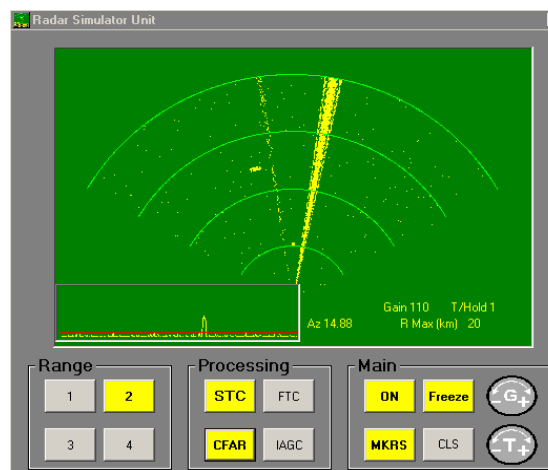 Radar Simulator Unit
Gain 110 T/Hold 1
Az 14.88 R Max (km) 20
Range Processing Main
1 2 STC FTC ON Freeze -G+
3 4 CFAR IAGC MKRS CLS -T+